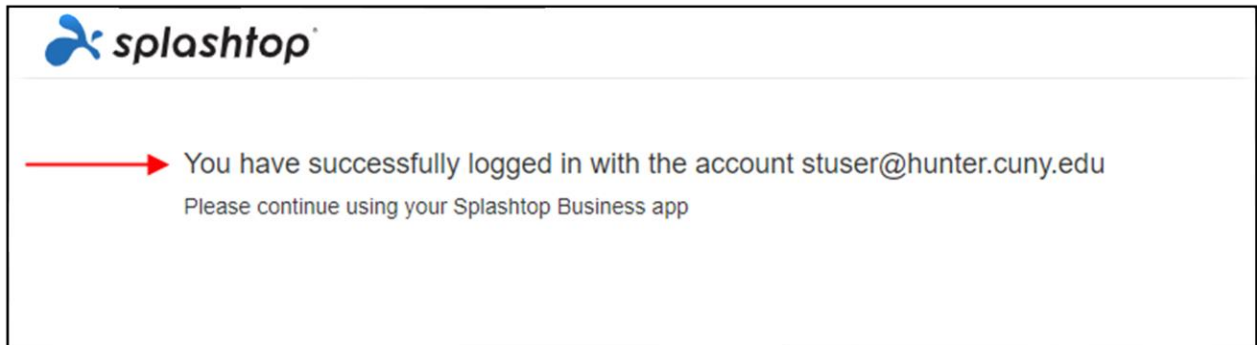 splashtop
You have successfully logged in with the account stuser@hunter.cuny.edu
Please continue using your Splashtop Business app